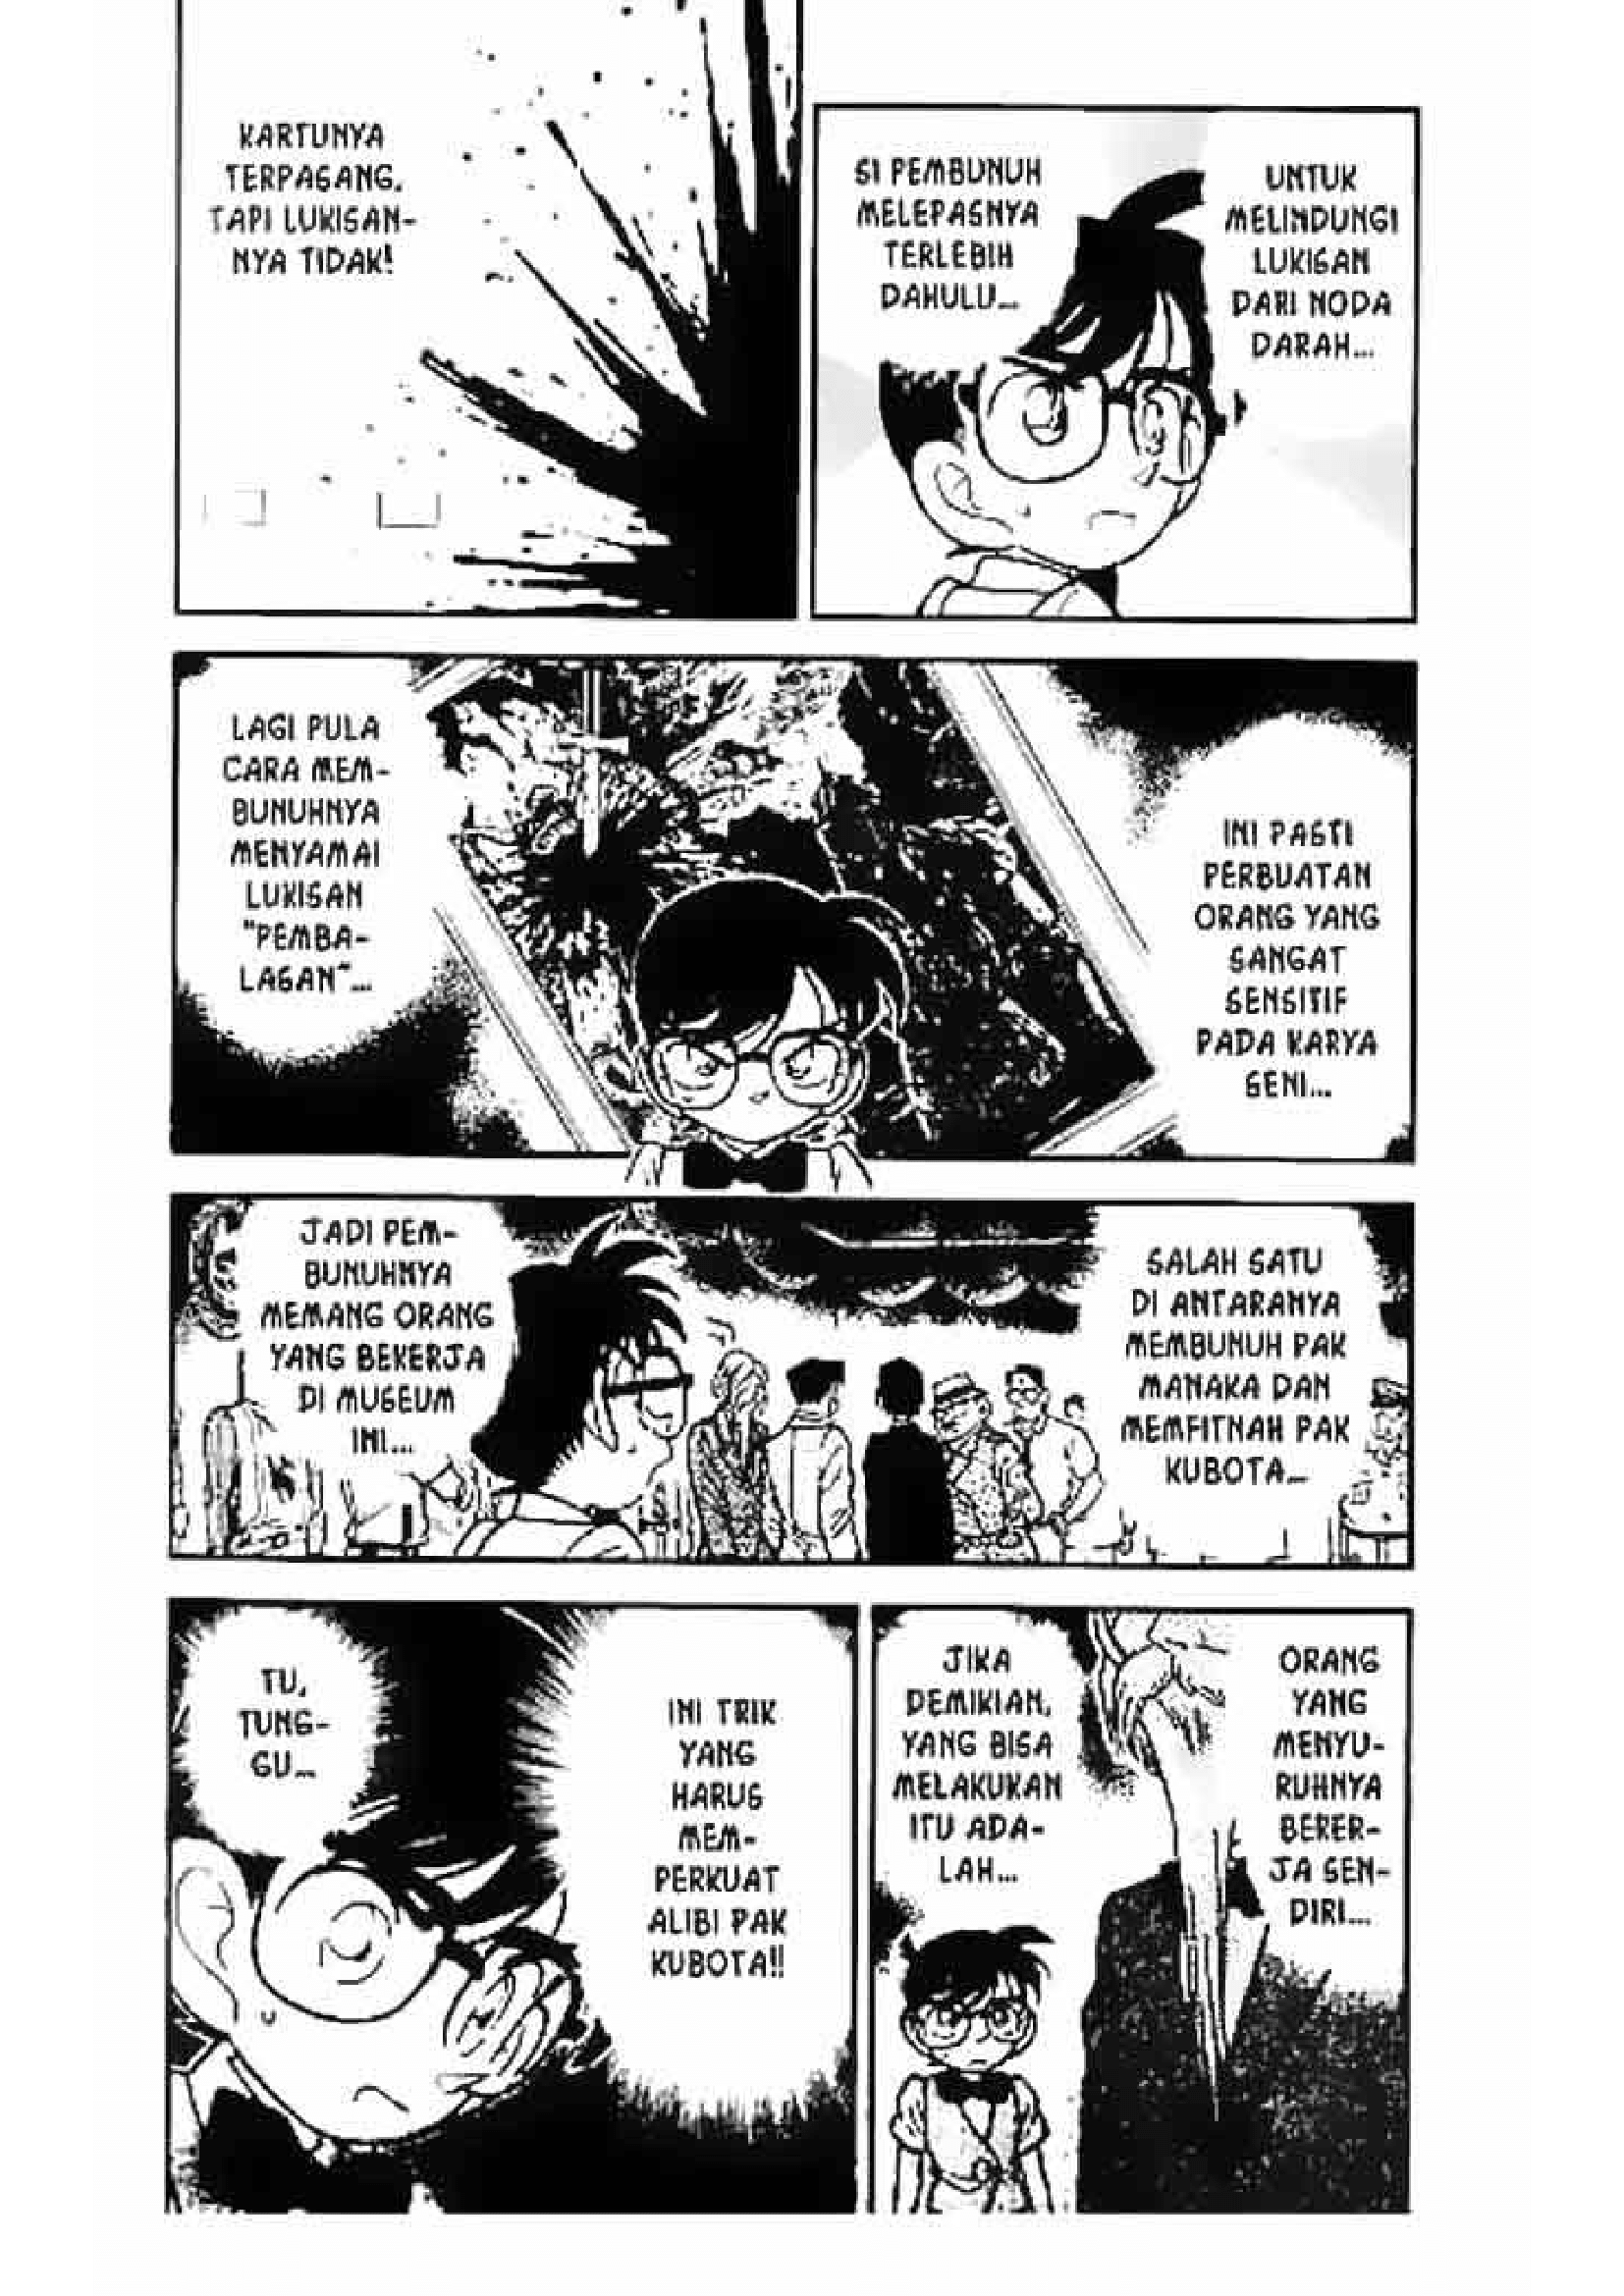 UNTUK
MELINDUNGI
LUKISAN
DARI NODA
DARAH...
SI PEMBUNUH
MELEPASNYA
TERLEBIH
DAHULU...
KARTUNYA
TERPASANG,
TAPI LUKISAN-
NYA TIDAK!
INI PASTI
PERBUATAN
ORANG YANG
SANGAT
SENSITIF
PADA KARYA
SENI...
LAGI PULA
CARA MEM-
BUNUHNYA
MENYAMAI
LUKISAN
"PEMBA-
LASAN"...
SALAH SATU
DI ANTARANYA
MEMBUNUH PAK
MANAKA DAN
MEMFITNAH PAK
KUBOTA...
JADI PEM-
BUNUHNYA
MEMANG ORANG
YANG BEKERJA
DI MUSEUM
INI...
ORANG
YANG
MENYU-
RUHNYA
BEKER-
JA SEN-
DIRI...
JIKA
DEMIKIAN,
YANG BISA
MELAKUKAN
ITU ADA-
LAH...
INI TRIK
YANG
HARUS
MEM-
PERKUAT
ALIBI PAK
KUBOTA!!
TU,
TUNG-
GU...